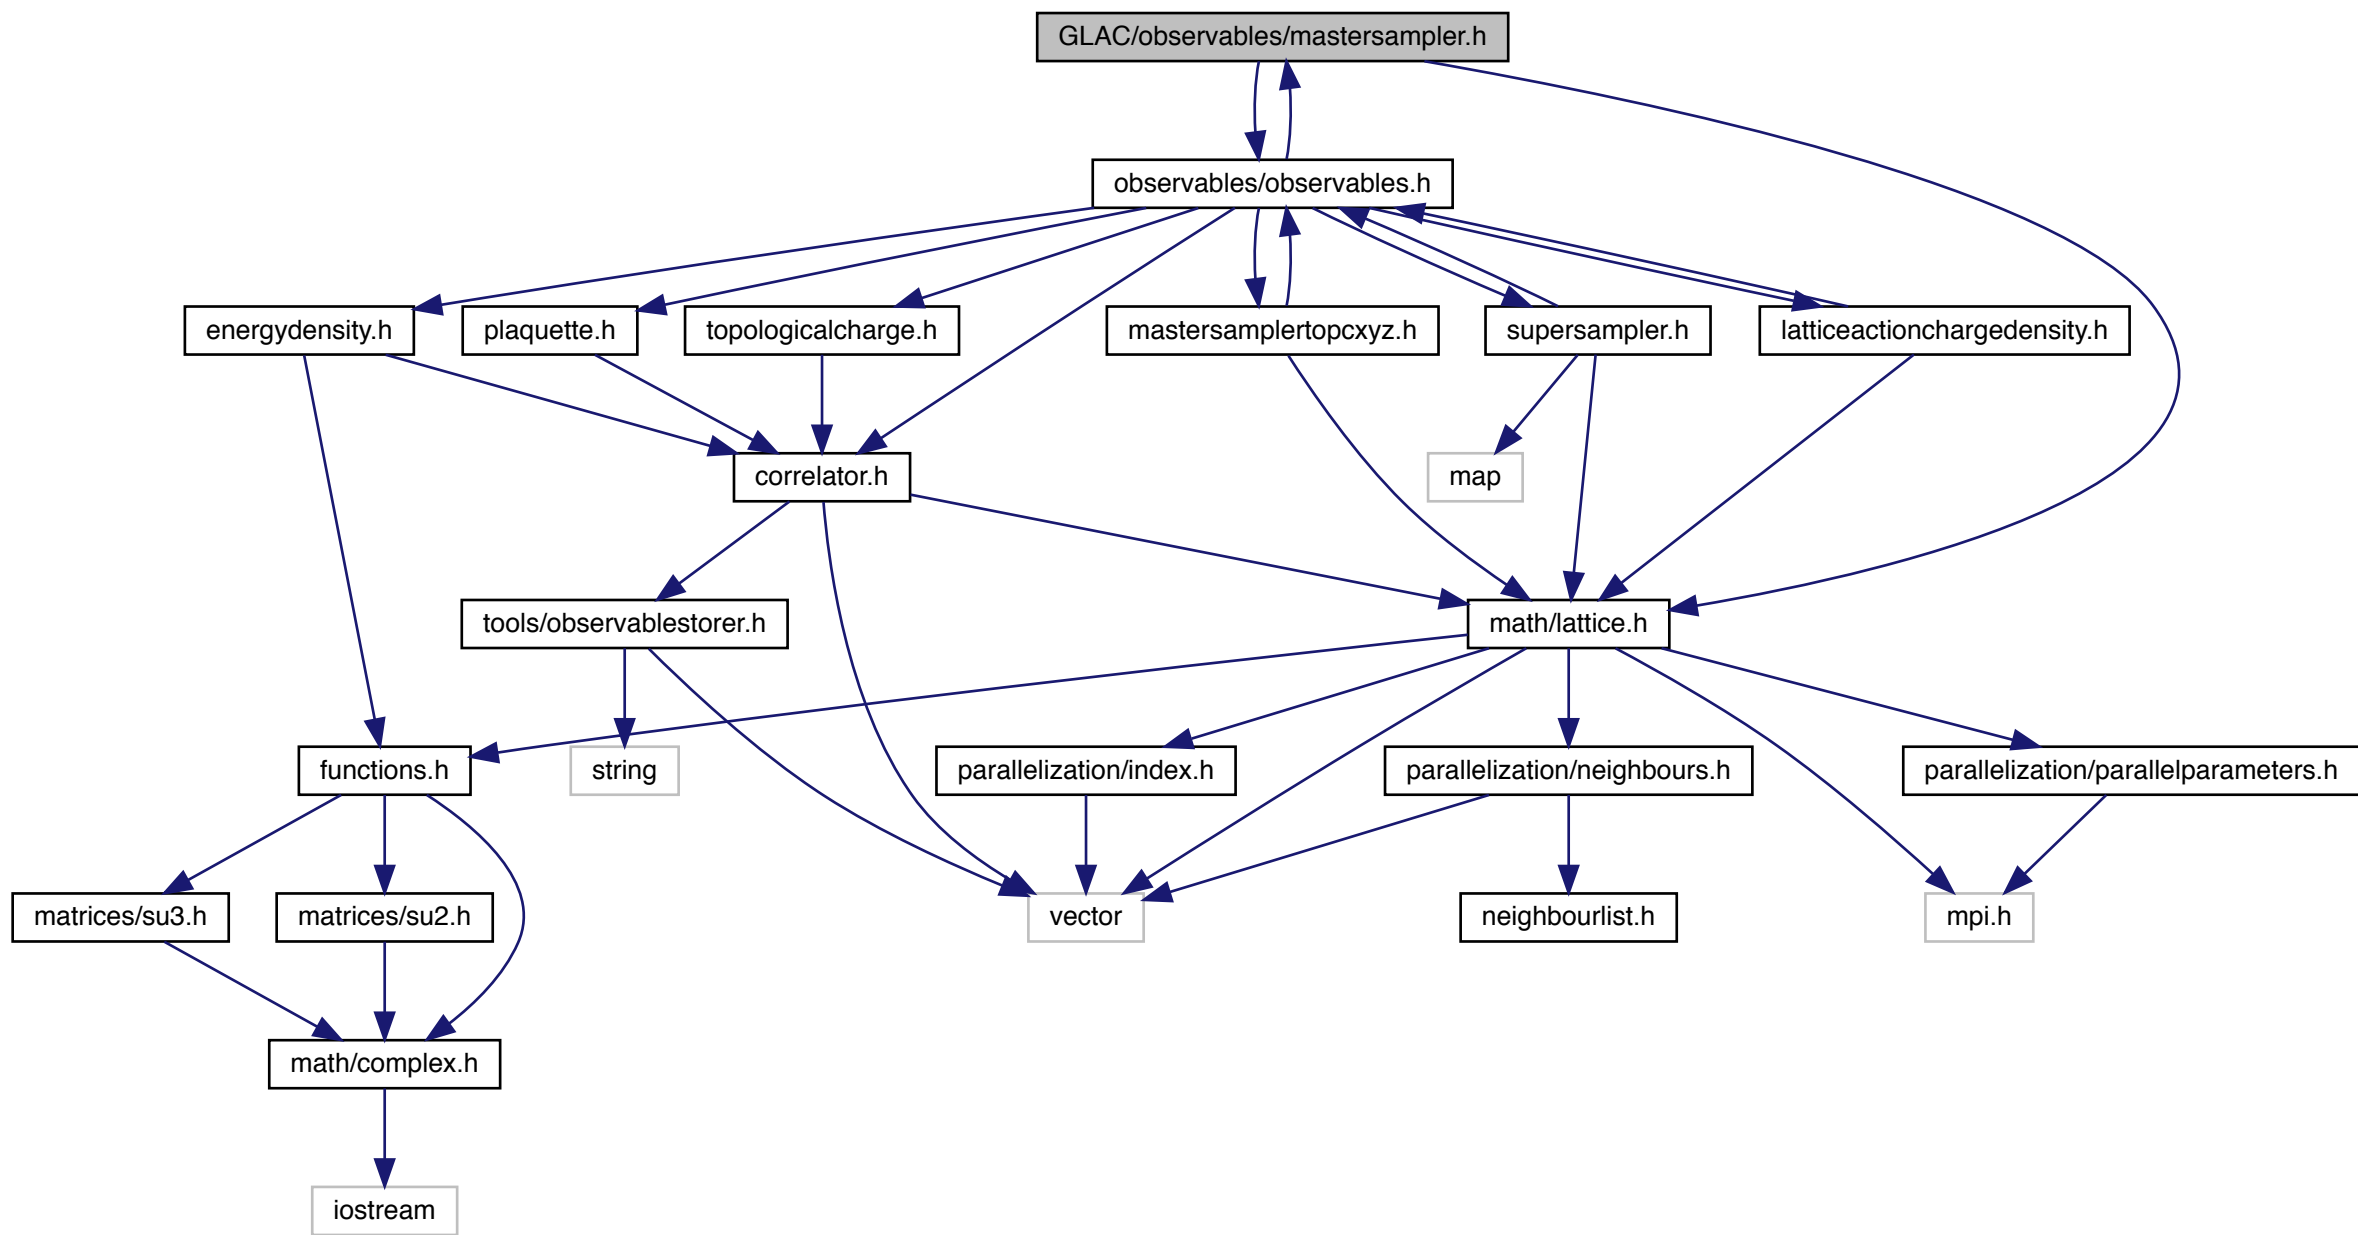 GLAC/observables/mastersampler.h
observables/observables.h
energydensity.h
plaquette.h
topologicalcharge.h
mastersamplertopcxyz.h
supersampler.h
latticeactionchargedensity.h
correlator.h
map
tools/observablestorer.h
math/lattice.h
functions.h
string
parallelization/index.h
parallelization/neighbours.h
parallelization/parallelparameters.h
matrices/su3.h
matrices/su2.h
vector
neighbourlist.h
mpi.h
math/complex.h
iostream